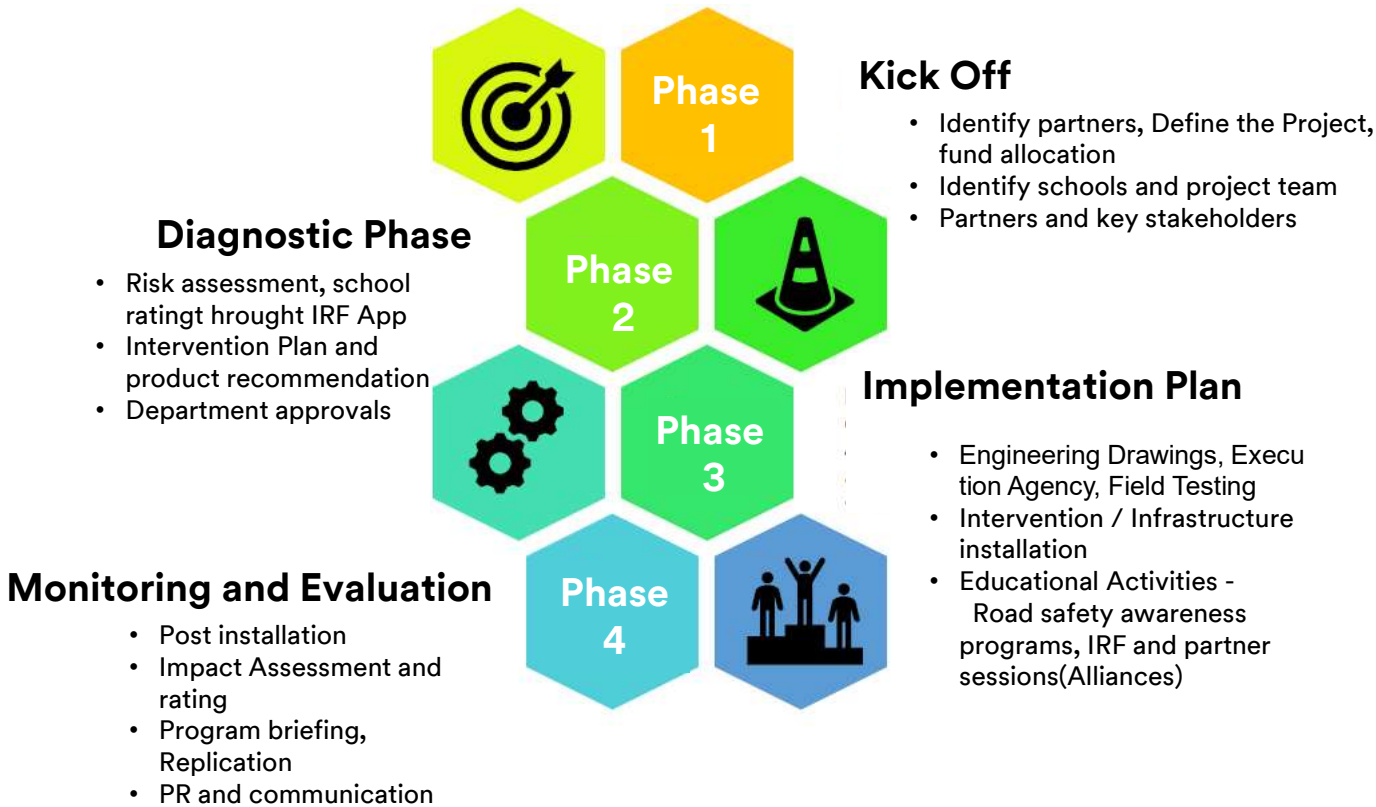 Phase
1
Kick Off
• Identify partners, Define the Project,
fund allocation
• Identify schools and project team
• Partners and key stakeholders
Diagnostic Phase
• Risk assessment, school
ratingt hrought IRF App
• Intervention Plan and
product recommendation
• Department approvals
Phase
2
Phase
3
Implementation Plan
• Engineering Drawings, Execu
tion Agency, Field Testing
• Intervention / Infrastructure
installation
• Educational Activities -
Road safety awareness
programs, IRF and partner
sessions(Alliances)
Monitoring and Evaluation
• Post installation
• Impact Assessment and
rating
• Program briefing,
Replication
• PR and communication
Phase
4